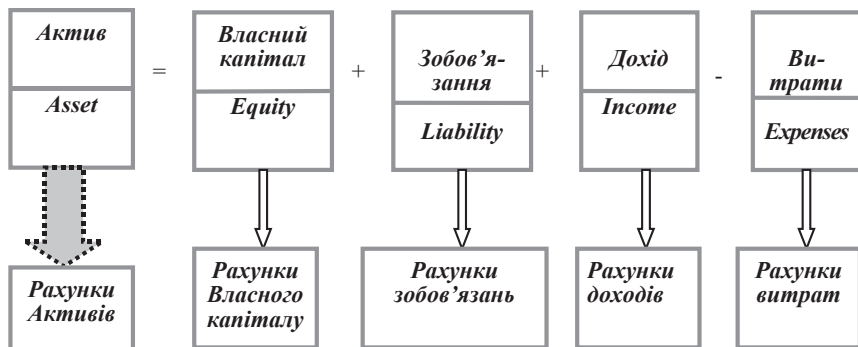 Актив
Asset
=
Власний
капітал
Equity
+
Зобов’я-
зання
Liability
+
Дохід
Income
-
Ви-
трати
Expenses
Рахунки
Активів
Рахунки
Власного
капіталу
Рахунки
зобов’язань
Рахунки
доходів
Рахунки
витрат